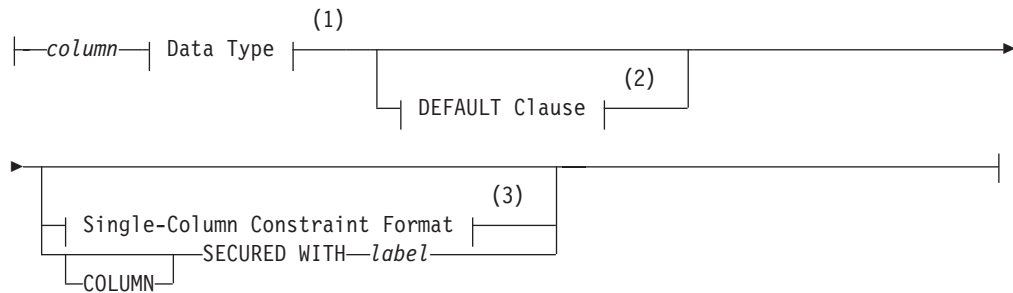 (1)
column Data Type
(2)
DEFAULT Clause
(3)
Single-Column Constraint Format
SECURED WITH label
COLUMN